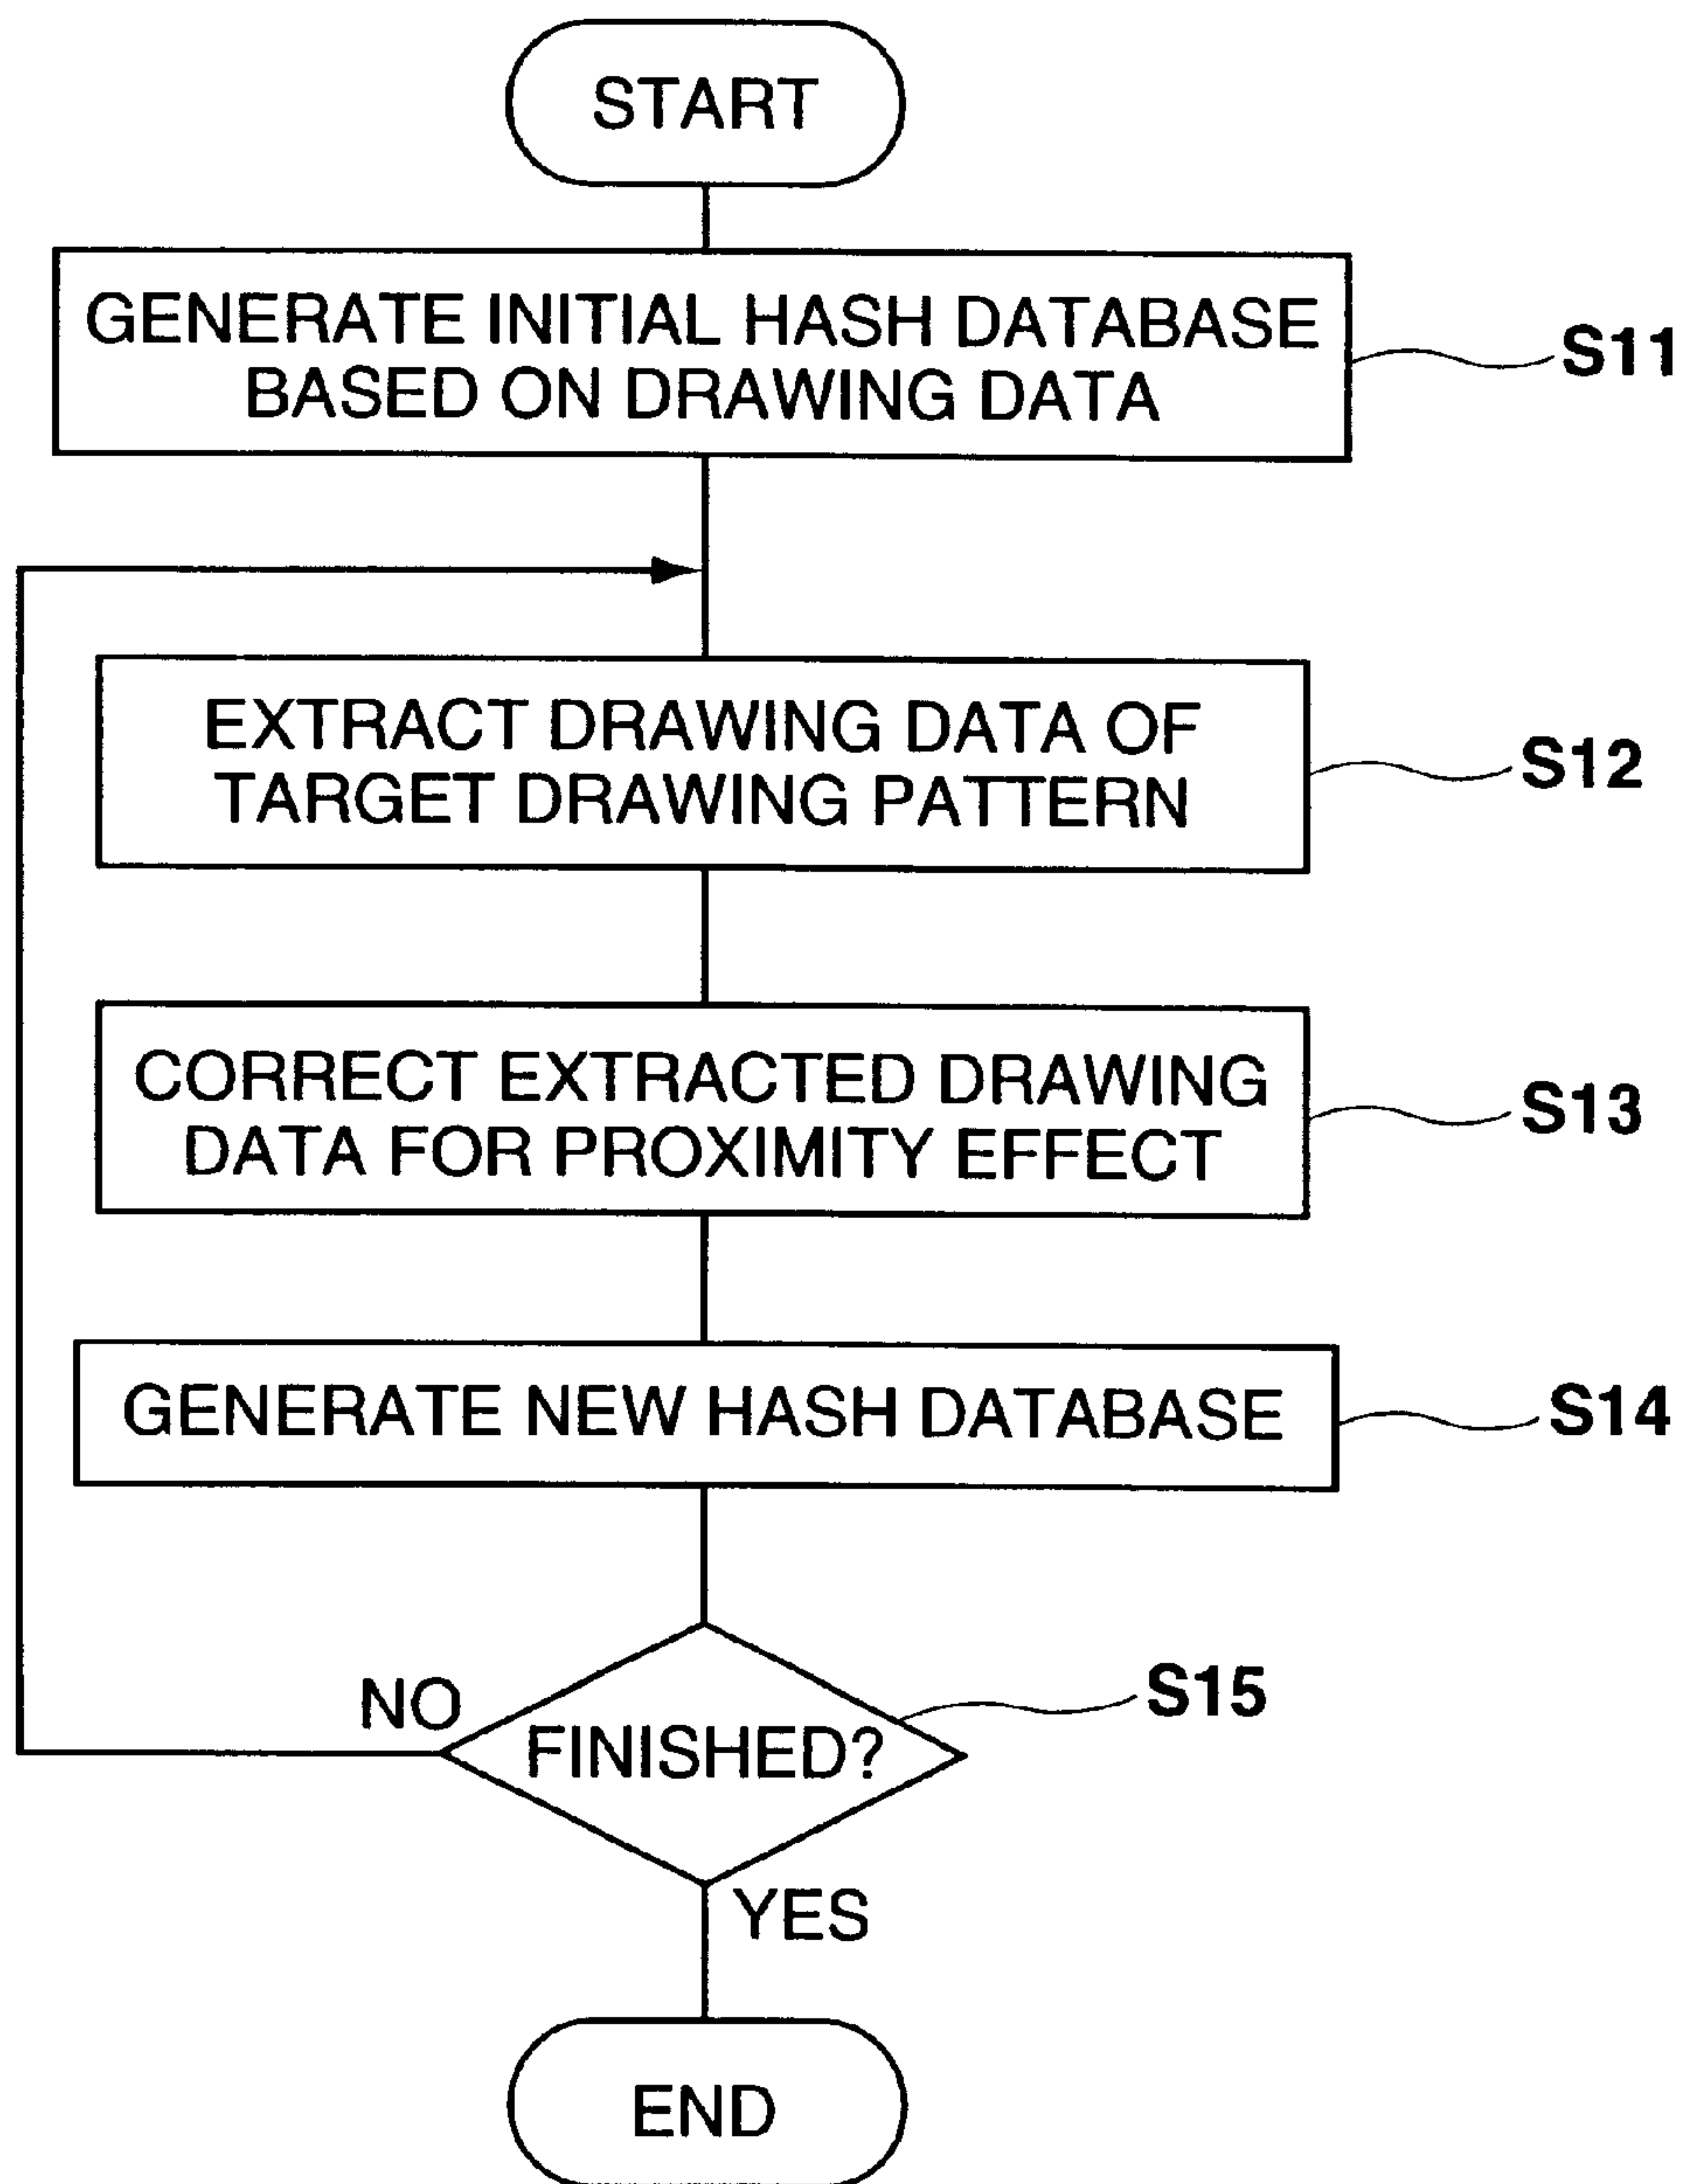 START
GENERATE INITIAL HASH DATABASE
BASED ON DRAWING DATA
S11
EXTRACT DRAWING DATA OF
TARGET DRAWING PATTERN
S12
CORRECT EXTRACTED DRAWING
DATA FOR PROXIMITY EFFECT
S13
GENERATE NEW HASH DATABASE
S14
NO
S15
FINISHED?
YES
END